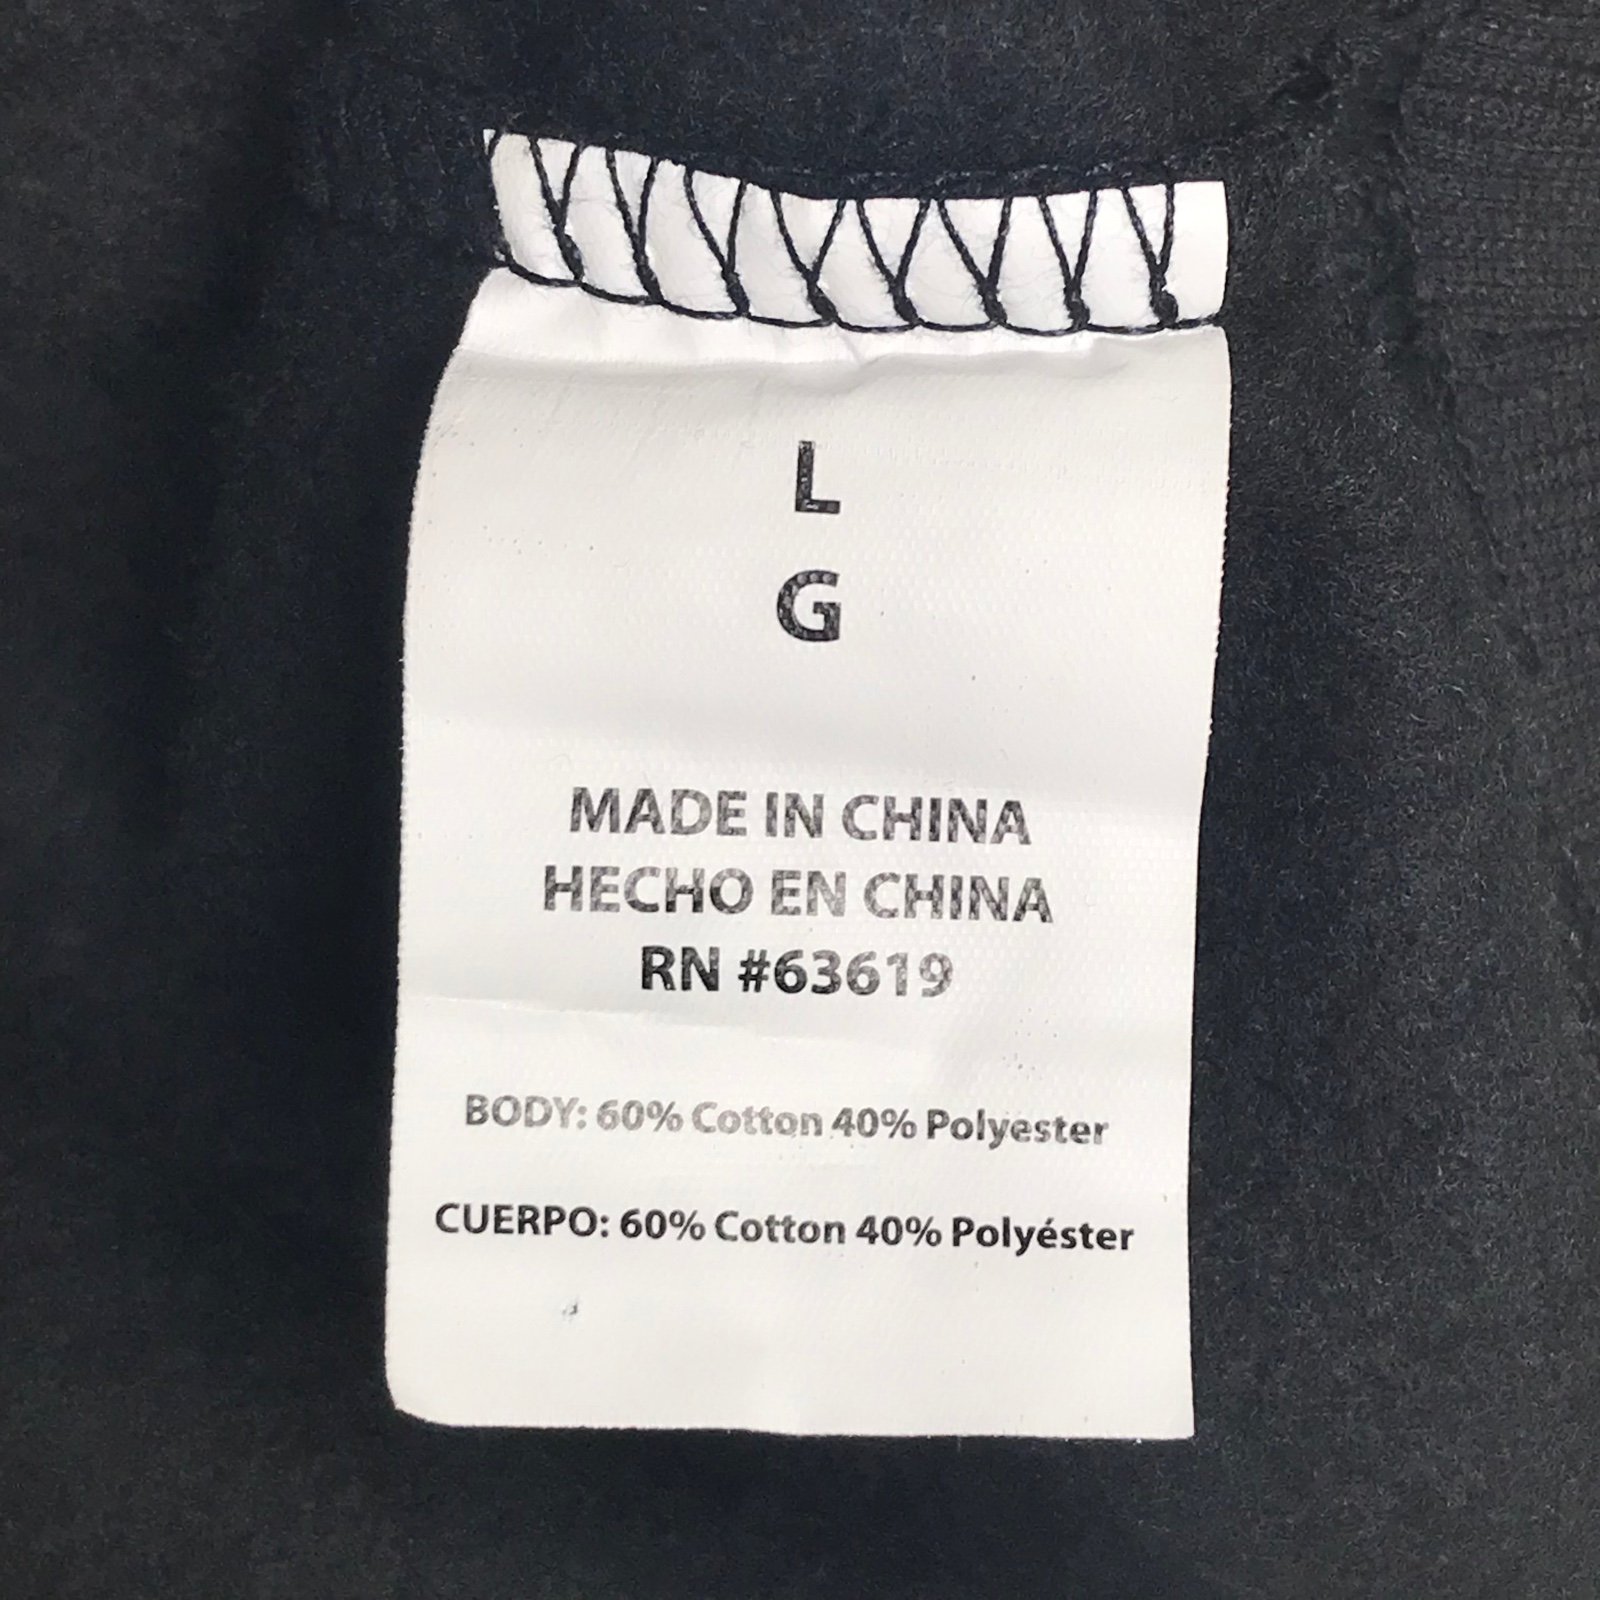 L
G
MADE IN CHINA
HECHO EN CHINA
RN #63619
BODY: 60% Cotton 40% Polyester
CUERPO: 60% Cotton 40% Polyéster